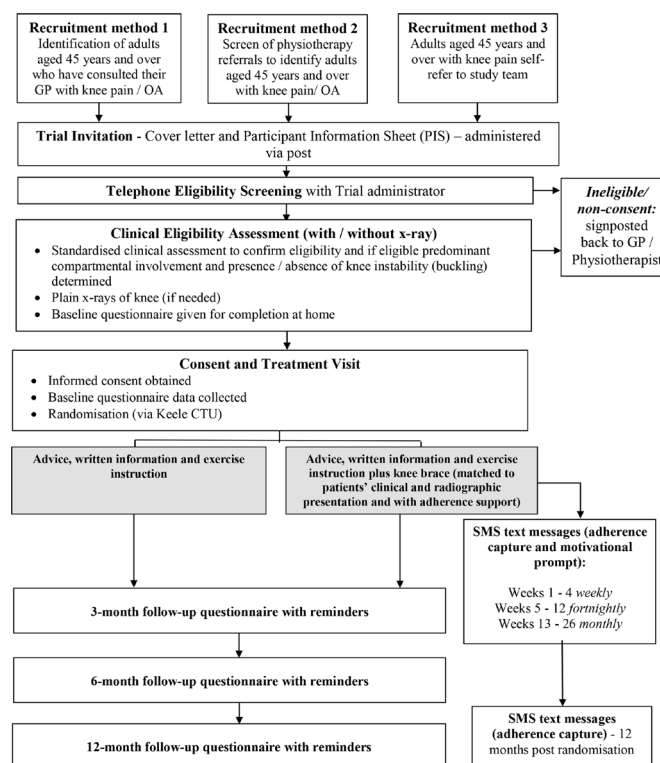 Recruitment method 1
Identification of adults
aged 45 years and over
who have consulted their
GP with knee pain / OA
Recruitment method 2
Screen of physiotherapy
referrals to identify adults
aged 45 years and over
with knee pain/ OA
Recruitment method 3
Adults aged 45 years and
over with knee pain self-
refer to study team
Trial Invitation - Cover letter and Participant Information Sheet (PIS) – administered
via post
Telephone Eligibility Screening with Trial administrator
Ineligible/
non-consent:
signposted
back to GP /
Physiotherapist
Clinical Eligibility Assessment (with / without x-ray)
• Standardised clinical assessment to confirm eligibility and if eligible predominant
compartmental involvement and presence / absence of knee instability (buckling)
determined
• Plain x-rays of knee (if needed)
• Baseline questionnaire given for completion at home
Consent and Treatment Visit
• Informed consent obtained
• Baseline questionnaire data collected
• Randomisation (via Keele CTU)
Advice, written information and exercise
instruction
Advice, written information and exercise
instruction plus knee brace (matched to
patients' clinical and radiographic
presentation and with adherence support)
SMS text messages (adherence
capture and motivational
prompt):
Weeks 1 - 4 weekly
Weeks 5 - 12 fortnightly
Weeks 13 - 26 monthly
3-month follow-up questionnaire with reminders
6-month follow-up questionnaire with reminders
12-month follow-up questionnaire with reminders
SMS text messages
(adherence capture) - 12
months post randomisation